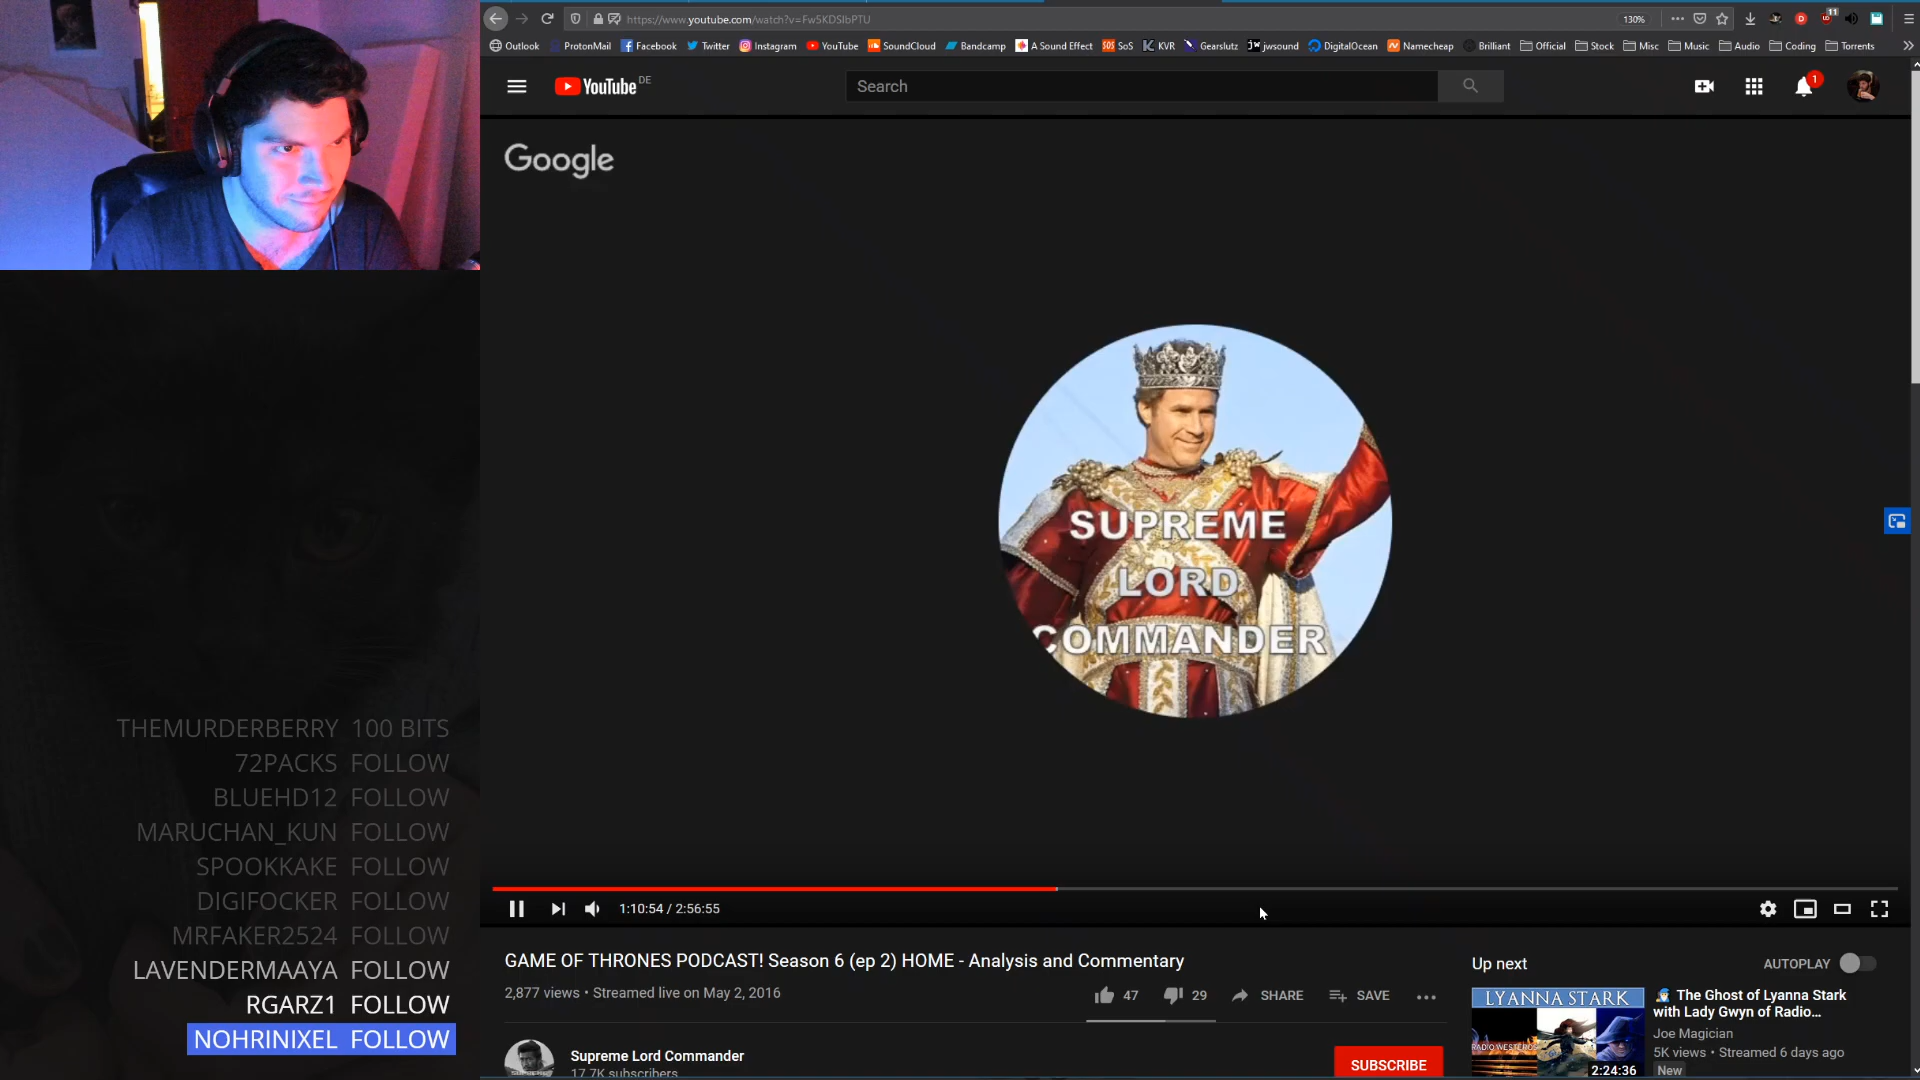 https://www.youtube.com/watch?v=Fw5KDSIbPTU
130%
11
Outlook ProtonMail Facebook Twitter Instagram YouTube SoundCloud Bandcamp A Sound Effect SoS KVR Gearslutz jwsound DigitalOcean Namecheap Brilliant Official Stock Misc Music Audio Coding Torrents
YouTube DE
Search
1
Google
SUPREME
LORD
COMMANDER
1:10:54 / 2:56:55
GAME OF THRONES PODCAST! Season 6 (ep 2) HOME - Analysis and Commentary
2,877 views • Streamed live on May 2, 2016
47 29 SHARE SAVE
Supreme Lord Commander
17.7K subscribers
SUBSCRIBE
Up next
AUTOPLAY
LYANNA STARK
RADIO WESTEROS
2:24:36
The Ghost of Lyanna Stark
with Lady Gwyn of Radio...
Joe Magician
5K views • Streamed 6 days ago
New
THEMURDERBERRY 100 BITS
72PACKS FOLLOW
BLUEHD12 FOLLOW
MARUCHAN_KUN FOLLOW
SPOOKKAKE FOLLOW
DIGIFOCKER FOLLOW
MRFAKER2524 FOLLOW
LAVENDERMAAYA FOLLOW
RGARZ1 FOLLOW
NOHRINIXEL FOLLOW